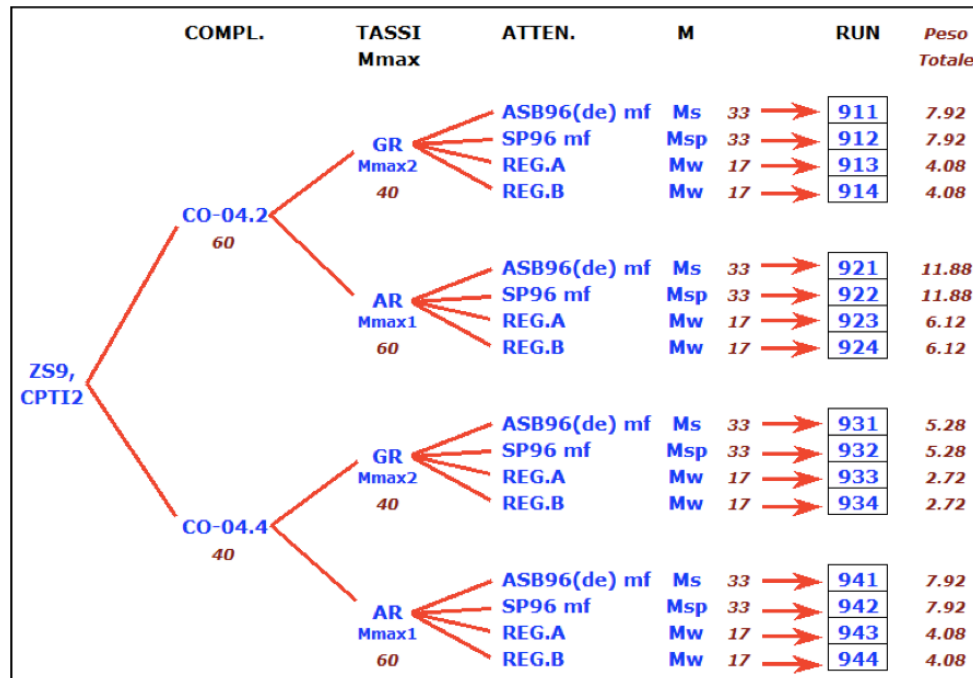 COMPL. TASSI ATTEN. M RUN Peso
Mmax Totale
ASB96(de) mf Ms 33 911 7.92
GR SP96 mf Msp 33 912 7.92
Mmax2 REG.A Mw 17 913 4.08
40 REG.B Mw 17 914 4.08
CO-04.2
60
ASB96(de) mf Ms 33 921 11.88
AR SP96 mf Msp 33 922 11.88
Mmax1 REG.A Mw 17 923 6.12
60 REG.B Mw 17 924 6.12
ZS9,
CPTI2
ASB96(de) mf Ms 33 931 5.28
GR SP96 mf Msp 33 932 5.28
Mmax2 REG.A Mw 17 933 2.72
40 REG.B Mw 17 934 2.72
CO-04.4
40
ASB96(de) mf Ms 33 941 7.92
AR SP96 mf Msp 33 942 7.92
Mmax1 REG.A Mw 17 943 4.08
60 REG.B Mw 17 944 4.08